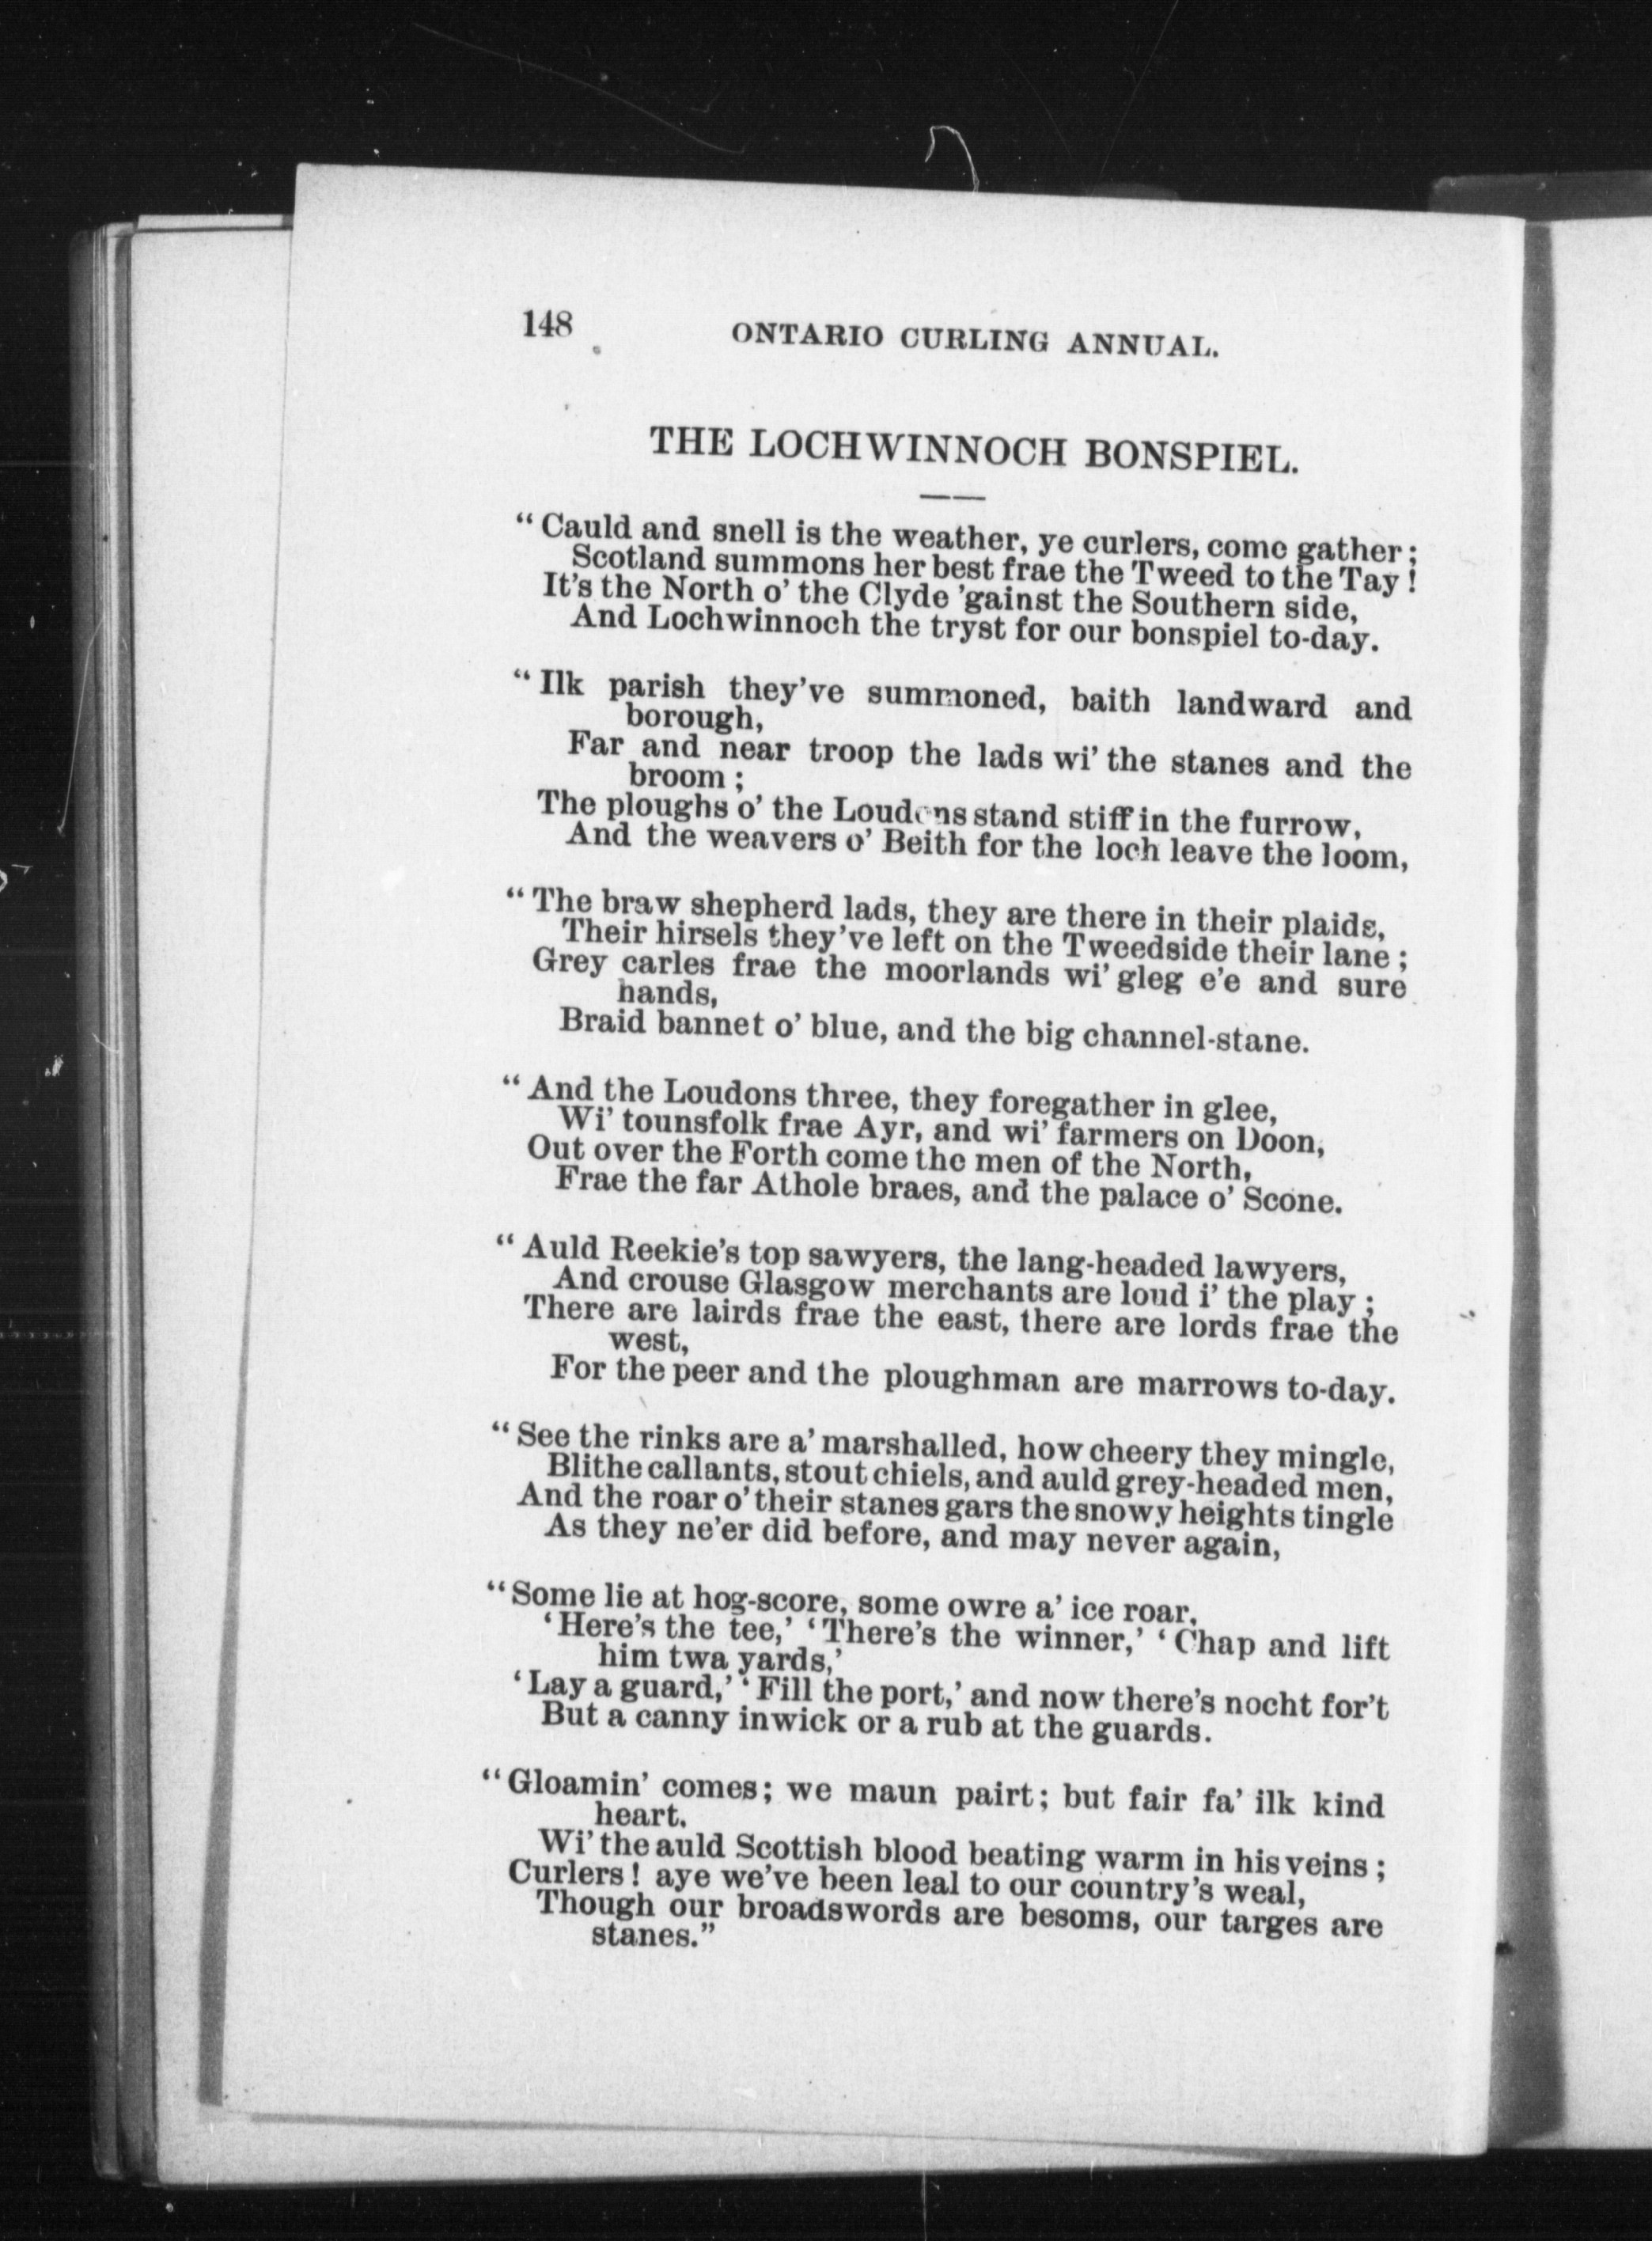 148
ONTARIO CURLING ANNUAL.
THE LOCHWINNOCH BONSPIEL.
“Cauld and snell is the weather, ye curlers, come gather;
Scotland summons her best frae the Tweed to the Tay!
It's the North o' the Clyde 'gainst the Southern side,
And Lochwinnoch the tryst for our bonspiel to-day.
“Ilk parish they've summoned, baith landward and
borough,
Far and near troop the lads wi' the stanes and the
broom;
The ploughs o' the Loudons stand stiff in the furrow,
And the weavers o' Beith for the loch leave the loom,
“The braw shepherd lads, they are there in their plaids,
Their hirsels they've left on the Tweedside their lane;
Grey carles frae the moorlands wi' gleg e'e and sure
hands,
Braid bannet o' blue, and the big channel-stane.
“And the Loudons three, they foregather in glee,
Wi' tounsfolk frae Ayr, and wi' farmers on Doon,
Out over the Forth come the men of the North,
Frae the far Athole braes, and the palace o' Scone.
“Auld Reekie's top sawyers, the lang-headed lawyers,
And crouse Glasgow merchants are loud i' the play;
There are lairds frae the east, there are lords frae the
west,
For the peer and the ploughman are marrows to-day.
“See the rinks are a' marshalled, how cheery they mingle,
Blithe callants, stout chiels, and auld grey-headed men,
And the roar o' their stanes gars the snowy heights tingle
As they ne'er did before, and may never again,
“Some lie at hog-score, some owre a' ice roar,
‘Here's the tee,’ ‘There's the winner,’ ‘Chap and lift
him twa yards,’
‘Lay a guard,’ ‘Fill the port,’ and now there's nocht for't
But a canny inwick or a rub at the guards.
“Gloamin' comes; we maun pairt; but fair fa' ilk kind
heart.
Wi' the auld Scottish blood beating warm in his veins;
Curlers! aye we've been leal to our country's weal,
Though our broadswords are besoms, our targes are
stanes.”